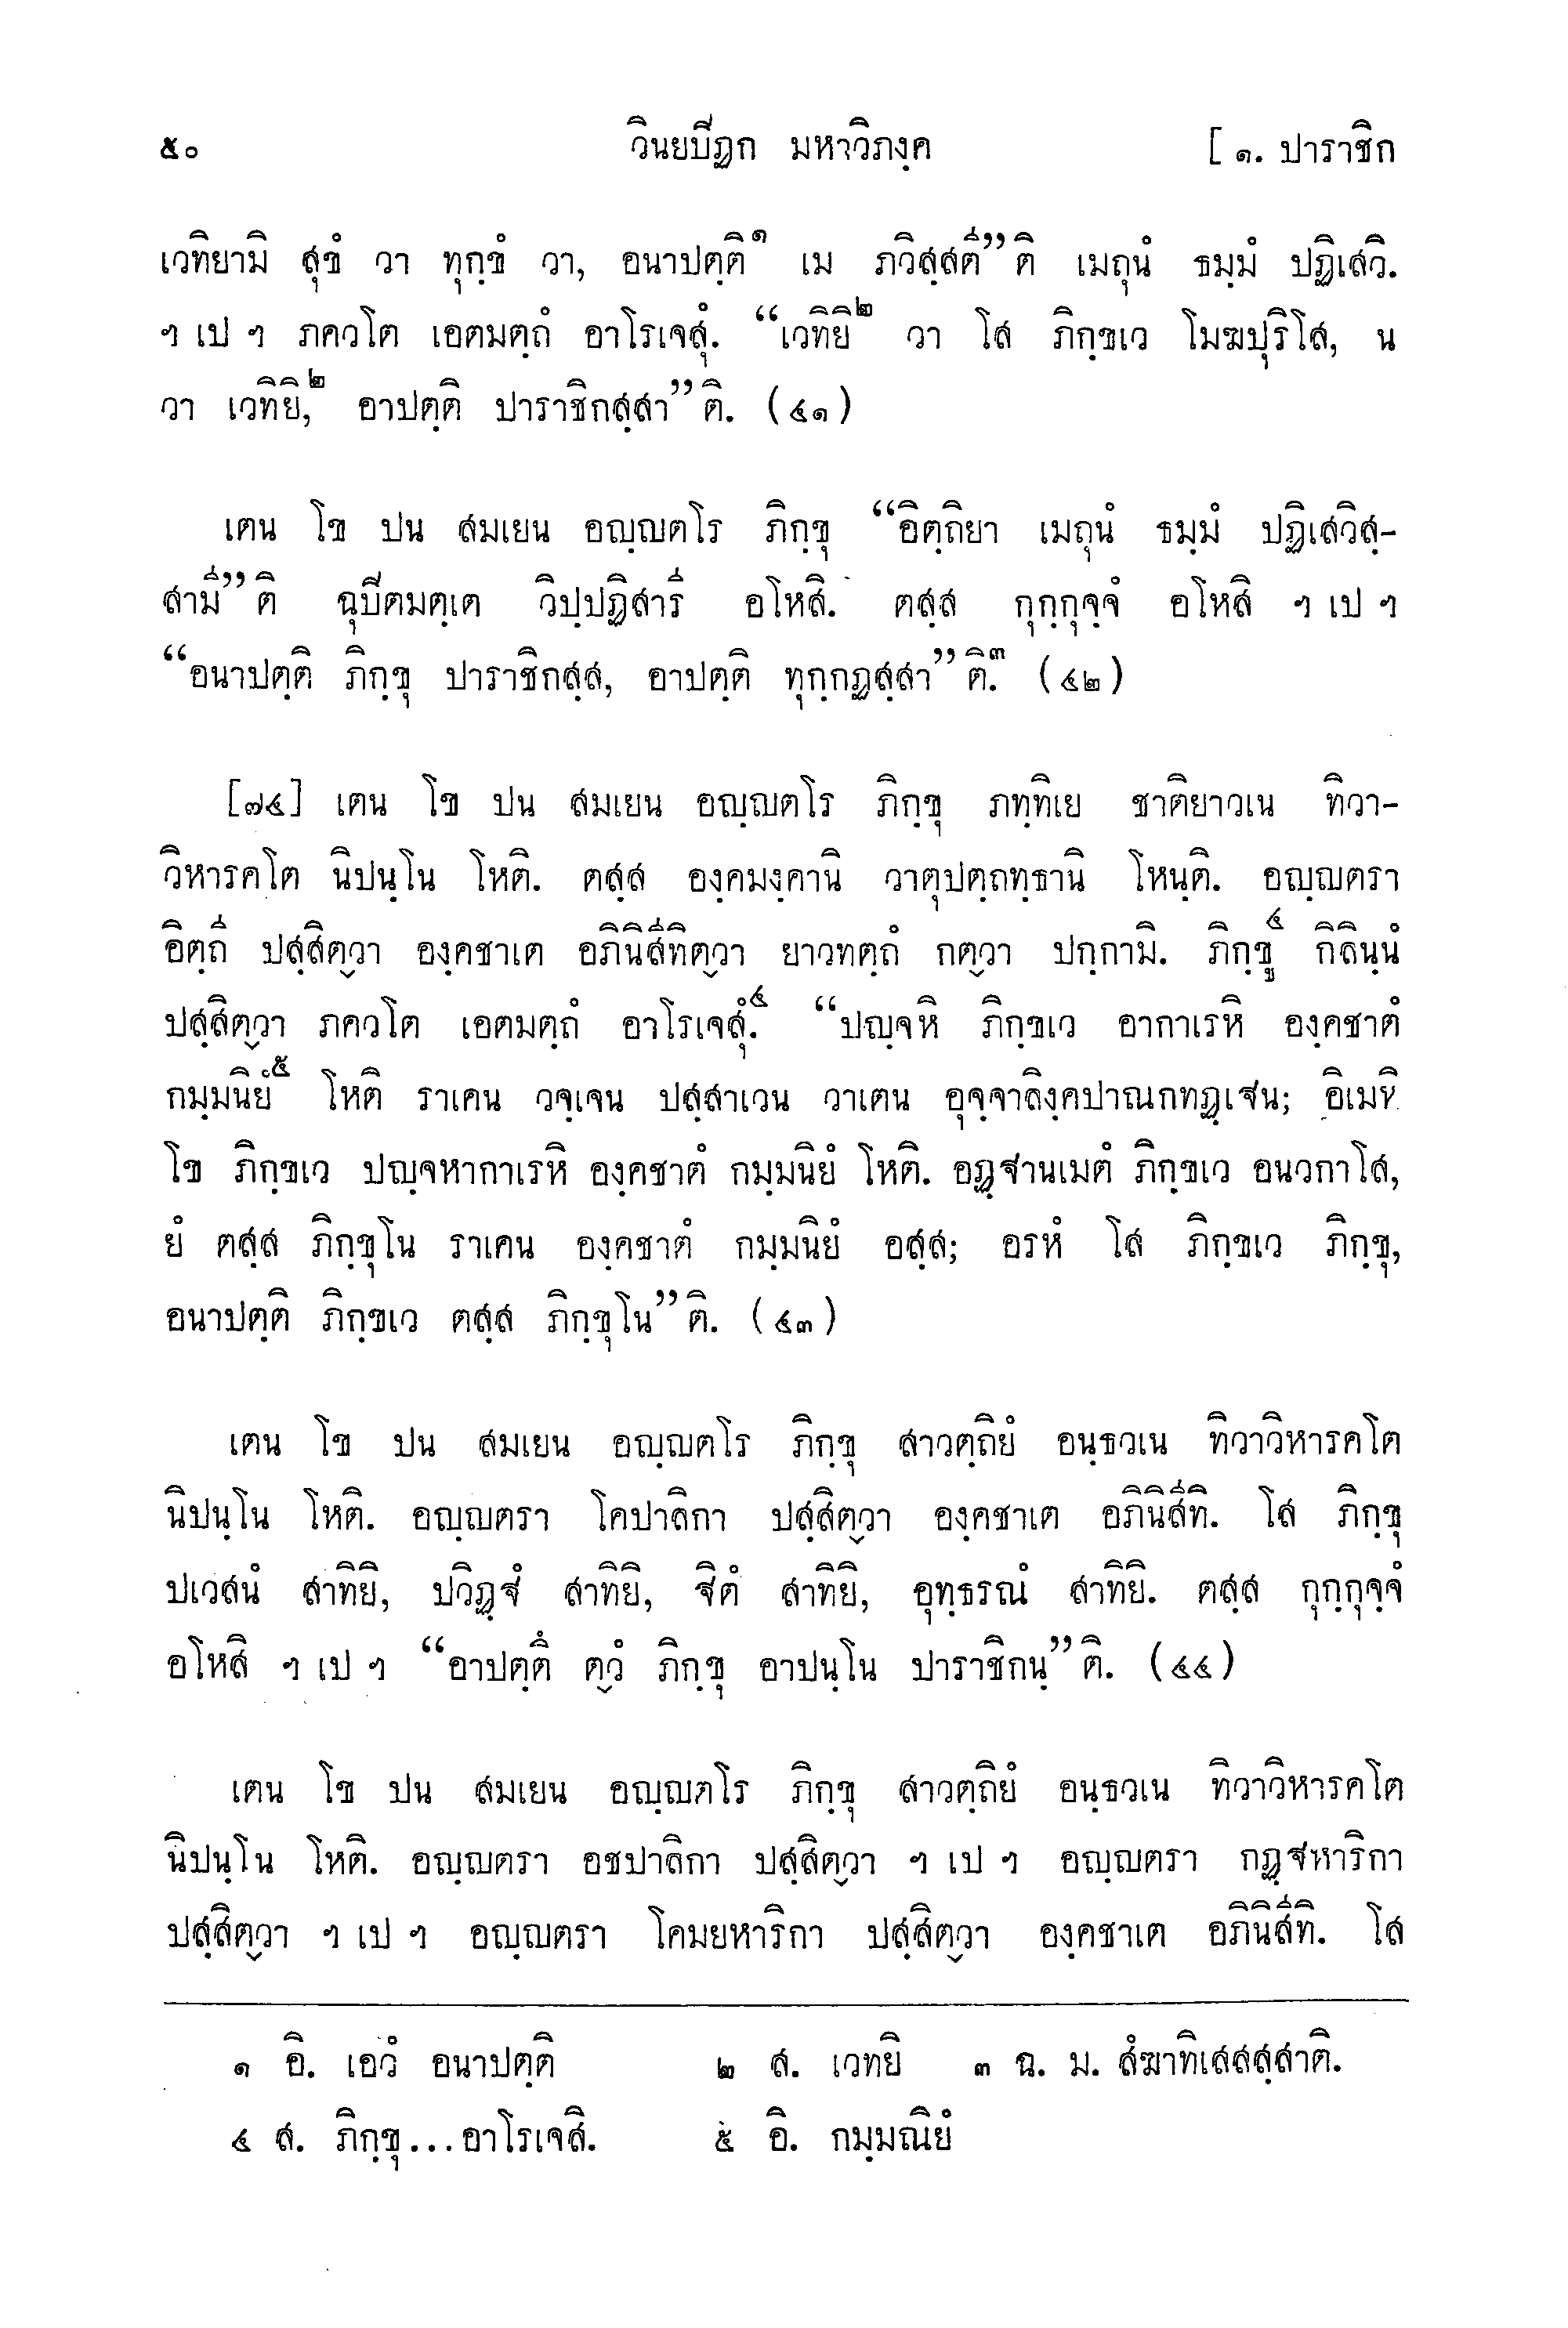 ๕๐ วินยปิฏก มหาวิภงฺค [ ๑. ปาราชิก
เวทิยามิ สุขํ วา ทุกฺขํ วา, อนาปตฺติ๑ เม ภวิสฺสตี”ติ เมถุนํ ธมฺมํ ปฏิเสวิ.
ฯ เป ฯ ภควโต เอตมตฺถํ อาโรเจสุํ. “เวทิยิ๒ วา โส ภิกฺขเว โมฆปุริโส, น
วา เวทิยิ,๒ อาปตฺติ ปาราชิกสฺสา”ติ. (๔๑)
เตน โข ปน สมเยน อญฺญตโร ภิกฺขุ “อิตฺถิยา เมถุนํ ธมฺมํ ปฏิเสวิสฺ-
สามี”ติ ฉุปิตมตฺเต วิปฺปฏิสารี อโหสิ. ตสฺส กุกฺกุจฺจํ อโหสิ ฯ เป ฯ
“อนาปตฺติ ภิกฺขุ ปาราชิกสฺส, อาปตฺติ ทุกฺกฏสฺสา”ติ.๓ (๔๒)
[๗๔] เตน โข ปน สมเยน อญฺญตโร ภิกฺขุ ภทฺทิเย ชาติยาวเน ทิวา-
วิหารคโต นิปนฺโน โหติ. ตสฺส องฺคมงฺคานิ วาตุปตฺถทฺธานิ โหนฺติ. อญฺญตรา
อิตฺถี ปสฺสิตฺวา องฺคชาเต อภินิสีทิตฺวา ยาวทตฺถํ กตฺวา ปกฺกามิ. ภิกฺขู๔ กิลินฺนํ
ปสฺสิตฺวา ภควโต เอตมตฺถํ อาโรเจสุํ.๔ “ปญฺจหิ ภิกฺขเว อากาเรหิ องฺคชาตํ
กมฺมนิยํ๕ โหติ ราเคน วจฺเจน ปสฺสาเวน วาเตน อุจฺจาลิงฺคปาณกทฏฺเฐน; อิเมหิ
โข ภิกฺขเว ปญฺจหากาเรหิ องฺคชาตํ กมฺมนิยํ โหติ. อฏฺฐานเมตํ ภิกฺขเว อนวกาโส,
ยํ ตสฺส ภิกฺขุโน ราเคน องฺคชาตํ กมฺมนิยํ อสฺส; อรหํ โส ภิกฺขเว ภิกฺขุ,
อนาปตฺติ ภิกฺขเว ตสฺส ภิกฺขุโน”ติ. (๔๓)
เตน โข ปน สมเยน อญฺญตโร ภิกฺขุ สาวตฺถิยํ อนฺธวเน ทิวาวิหารคโต
นิปนฺโน โหติ. อญฺญตรา โคปาลิกา ปสฺสิตฺวา องฺคชาเต อภินิสีทิ. โส ภิกฺขุ
ปเวสนํ สาทิยิ, ปวิฏฺฐํ สาทิยิ, ฐิตํ สาทิยิ, อุทฺธรณํ สาทิยิ. ตสฺส กุกฺกุจฺจํ
อโหสิ ฯ เป ฯ “อาปตฺตึ ตฺวํ ภิกฺขุ อาปนฺโน ปาราชิกนฺ”ติ. (๔๔)
เตน โข ปน สมเยน อญฺญตโร ภิกฺขุ สาวตฺถิยํ อนฺธวเน ทิวาวิหารคโต
นิปนฺโน โหติ. อญฺญตรา อชปาลิกา ปสฺสิตฺวา ฯ เป ฯ อญฺญตรา กฏฺฐหาริกา
ปสฺสิตฺวา ฯ เป ฯ อญฺญตรา โคมยหาริกา ปสฺสิตฺวา องฺคชาเต อภินิสีทิ. โส
๑ อิ. เอวํ อนาปตฺติ ๒ ส. เวทยิ ๓ ฉ. ม. สํฆาทิเสสสฺสาติ.
๔ ส. ภิกฺขุ...อาโรเจสิ. ๕ อิ. กมฺมณิยํ